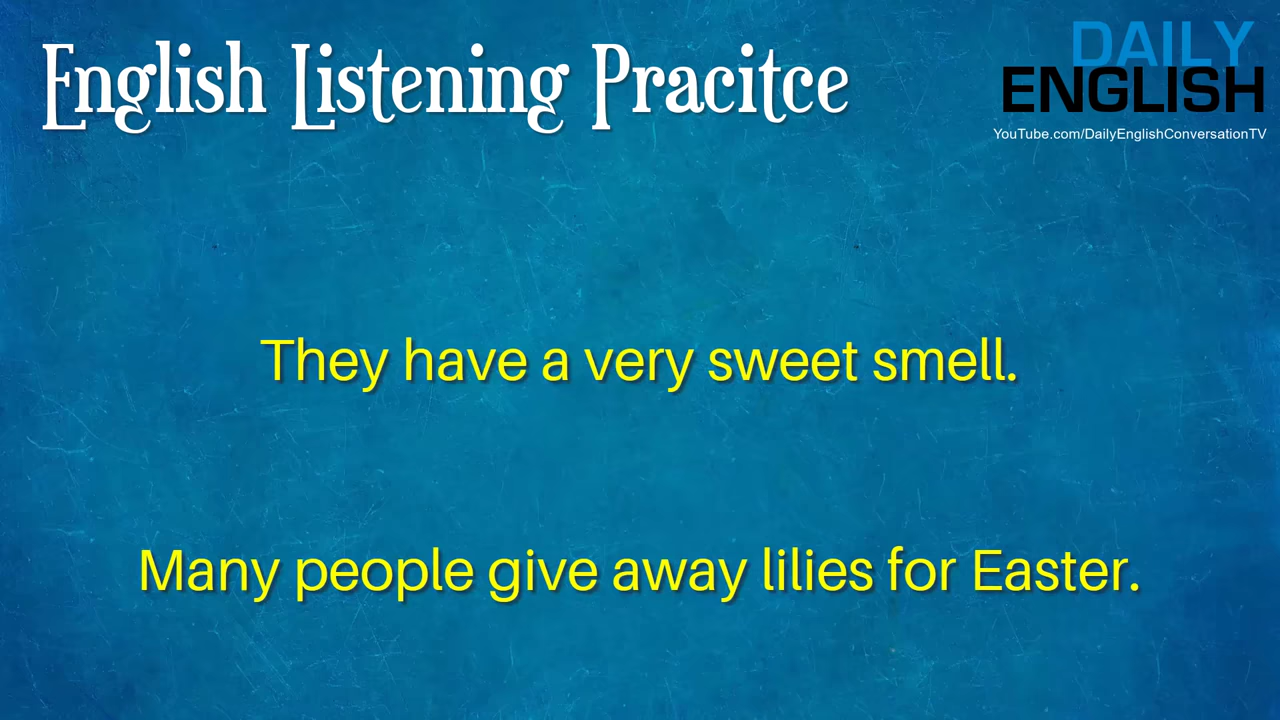 English Listening Pracitce
DAILY
ENGLISH
YouTube.com/DailyEnglishConversationTV
They have a very sweet smell.
Many people give away lilies for Easter.